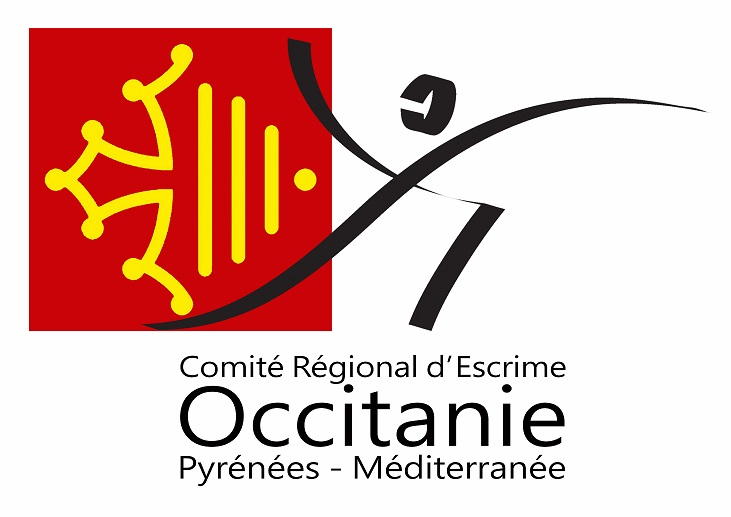 Comité Régional d'Escrime
Occitanie
Pyrénées - Méditerranée